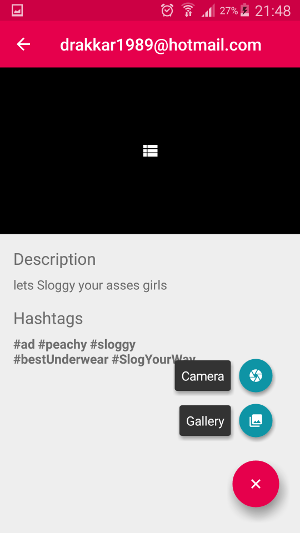 27% 21:48
drakkar1989@hotmail.com
Description
lets Sloggy your asses girls
Hashtags
#ad #peachy #sloggy
#bestUnderwear #SlogYourWay
Camera
Gallery